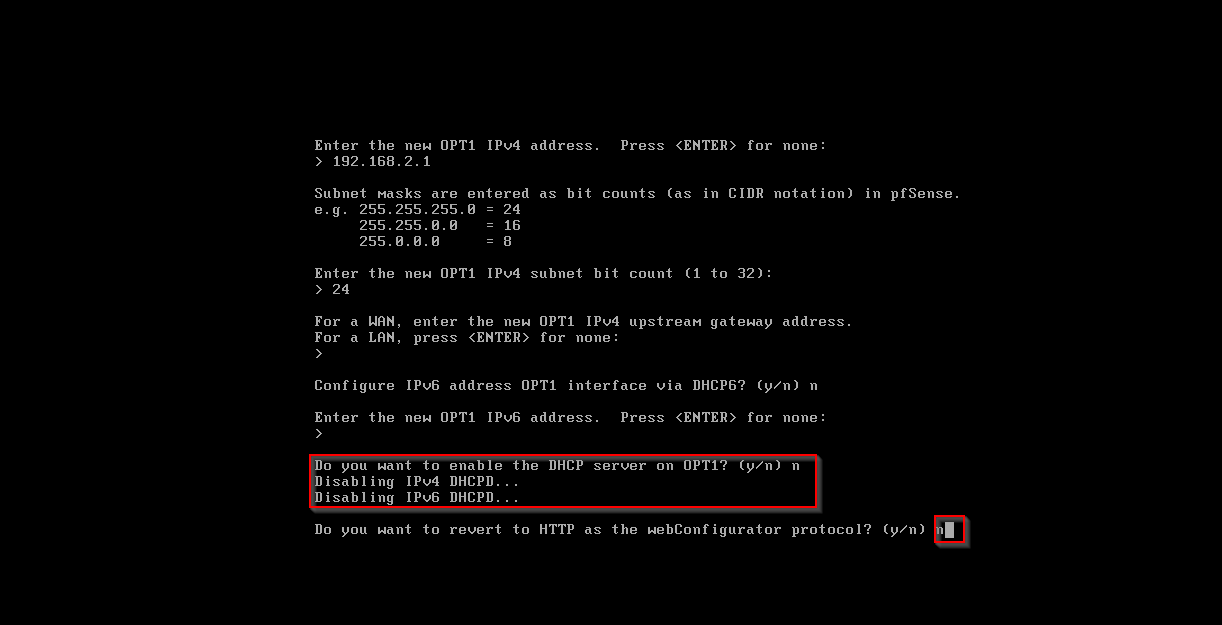 Enter the new OPT1 IPv4 address.  Press <ENTER> for none:
> 192.168.2.1
Subnet masks are entered as bit counts (as in CIDR notation) in pfSense.
e.g. 255.255.255.0 = 24
     255.255.0.0   = 16
     255.0.0.0     = 8
Enter the new OPT1 IPv4 subnet bit count (1 to 32):
> 24
For a WAN, enter the new OPT1 IPv4 upstream gateway address.
For a LAN, press <ENTER> for none:
>
Configure IPv6 address OPT1 interface via DHCP6? (y/n) n
Enter the new OPT1 IPv6 address.  Press <ENTER> for none:
>
Do you want to enable the DHCP server on OPT1? (y/n) n
Disabling IPv4 DHCPD...
Disabling IPv6 DHCPD...
Do you want to revert to HTTP as the webConfigurator protocol? (y/n) n